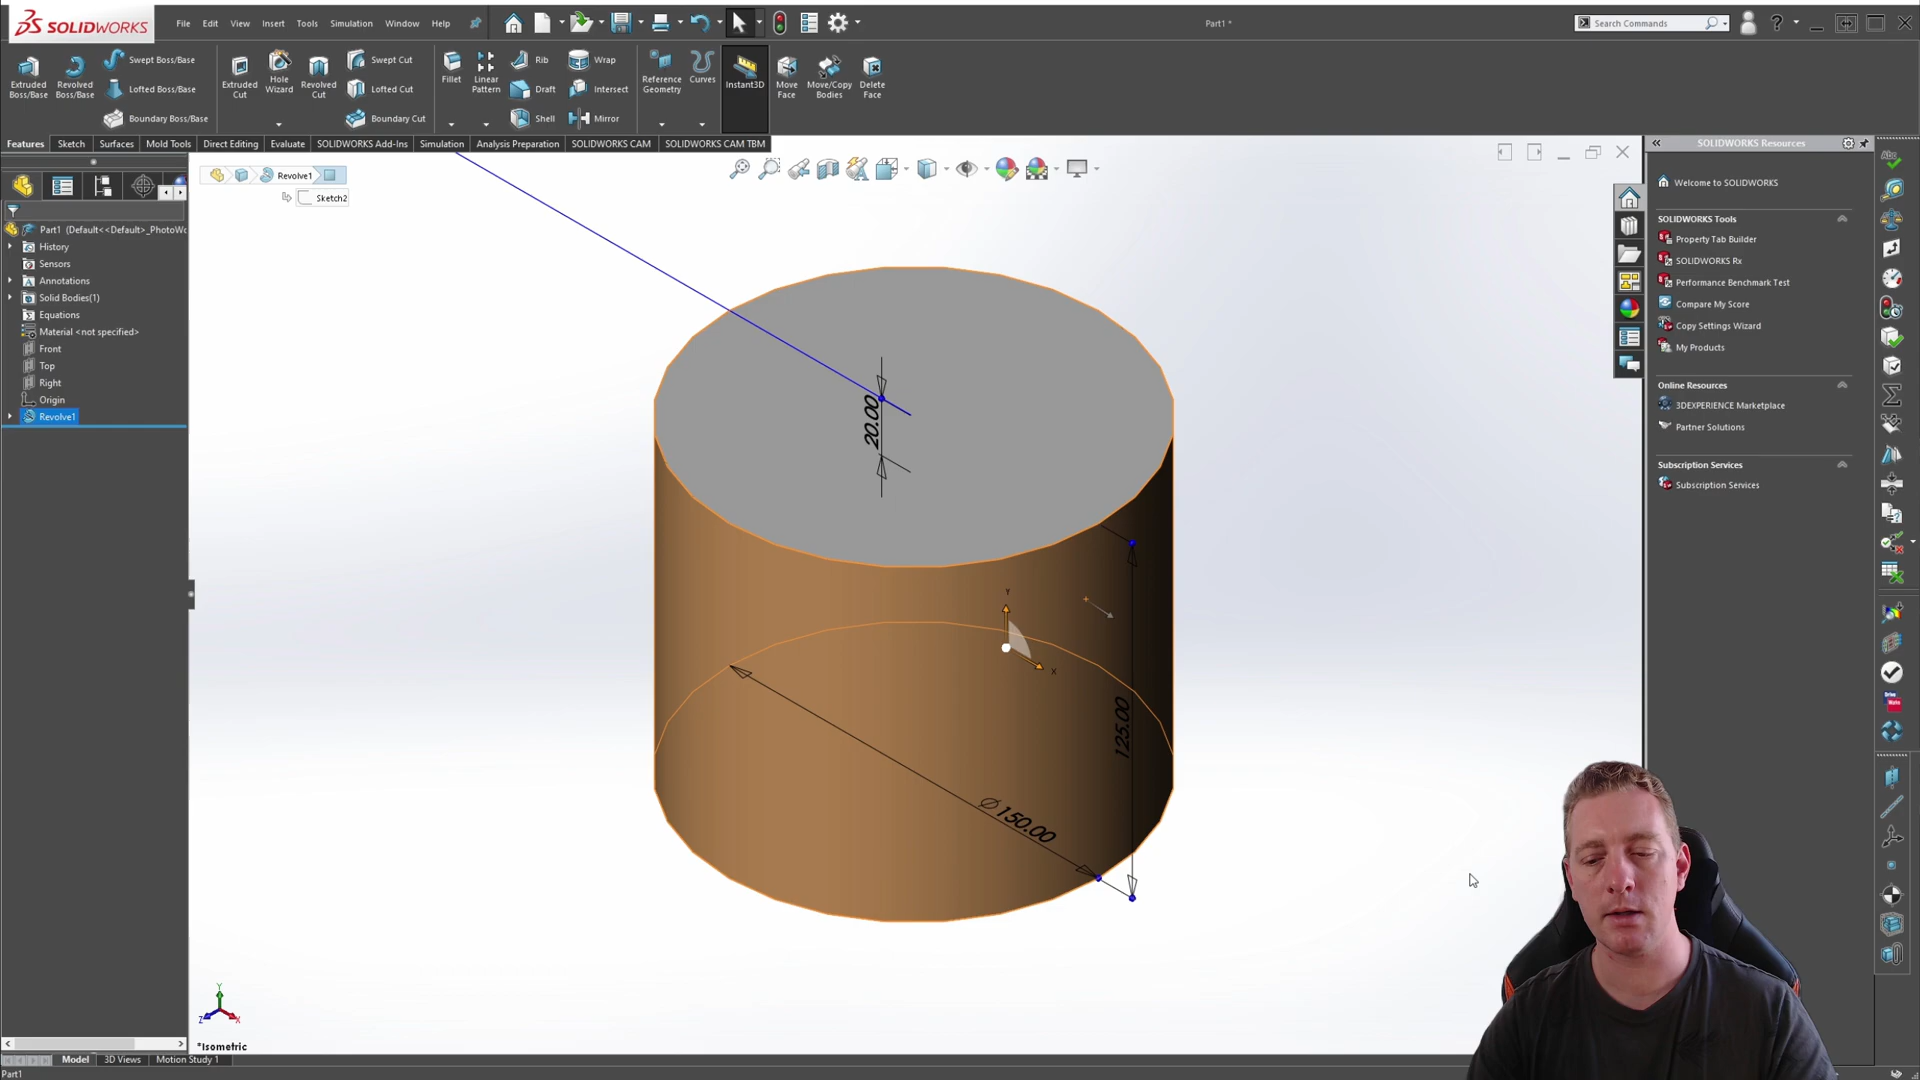 SOLIDWORKS
File Edit View Insert Tools Simulation Window Help
Part1 *
Search Commands
Extruded Boss/Base
Revolved Boss/Base
Swept Boss/Base
Lofted Boss/Base
Boundary Boss/Base
Extruded Cut
Hole Wizard
Revolved Cut
Swept Cut
Lofted Cut
Boundary Cut
Fillet
Linear Pattern
Rib
Draft
Shell
Wrap
Intersect
Mirror
Reference Geometry
Curves
Instant3D
Move Face
Move/Copy Bodies
Delete Face
Features Sketch Surfaces Mold Tools Direct Editing Evaluate SOLIDWORKS Add-Ins Simulation Analysis Preparation SOLIDWORKS CAM SOLIDWORKS CAM TBM
Revolve1
Sketch2
Part1 (Default<<Default>_PhotoWo
History
Sensors
Annotations
Solid Bodies(1)
Equations
Material <not specified>
Front
Top
Right
Origin
Revolve1
20.00
Y
X
125.00
Ø150.00
Y
Z
X
*Isometric
Model 3D Views Motion Study 1
Part1
SOLIDWORKS Resources
Welcome to SOLIDWORKS
SOLIDWORKS Tools
Property Tab Builder
SOLIDWORKS Rx
Performance Benchmark Test
Compare My Score
Copy Settings Wizard
My Products
Online Resources
3DEXPERIENCE Marketplace
Partner Solutions
Subscription Services
Subscription Services